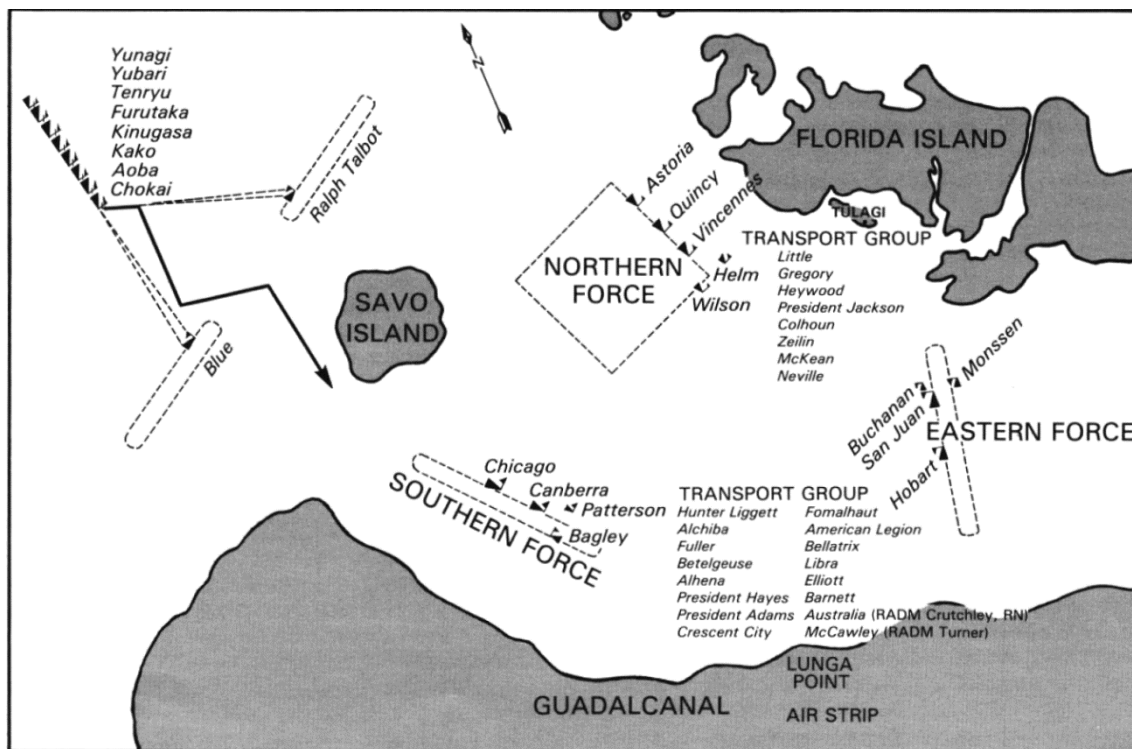 Yunagi
Yubari
Tenryu
Furutaka
Kinugasa
Kako
Aoba
Chokai
N
Ralph Talbot
Blue
SAVO
ISLAND
NORTHERN
FORCE
Astoria
Quincy
Vincennes
Helm
Wilson
FLORIDA ISLAND
TULAGI
TRANSPORT GROUP
Little
Gregory
Heywood
President Jackson
Colhoun
Zeilin
McKean
Neville
Monssen
Buchanan
San Juan
Hobart
EASTERN FORCE
Chicago
Canberra
Patterson
Bagley
SOUTHERN FORCE
TRANSPORT GROUP
Hunter Liggett Fomalhaut
Alchiba American Legion
Fuller Bellatrix
Betelgeuse Libra
Alhena Elliott
President Hayes Barnett
President Adams Australia (RADM Crutchley, RN)
Crescent City McCawley (RADM Turner)
LUNGA
POINT
GUADALCANAL
AIR STRIP